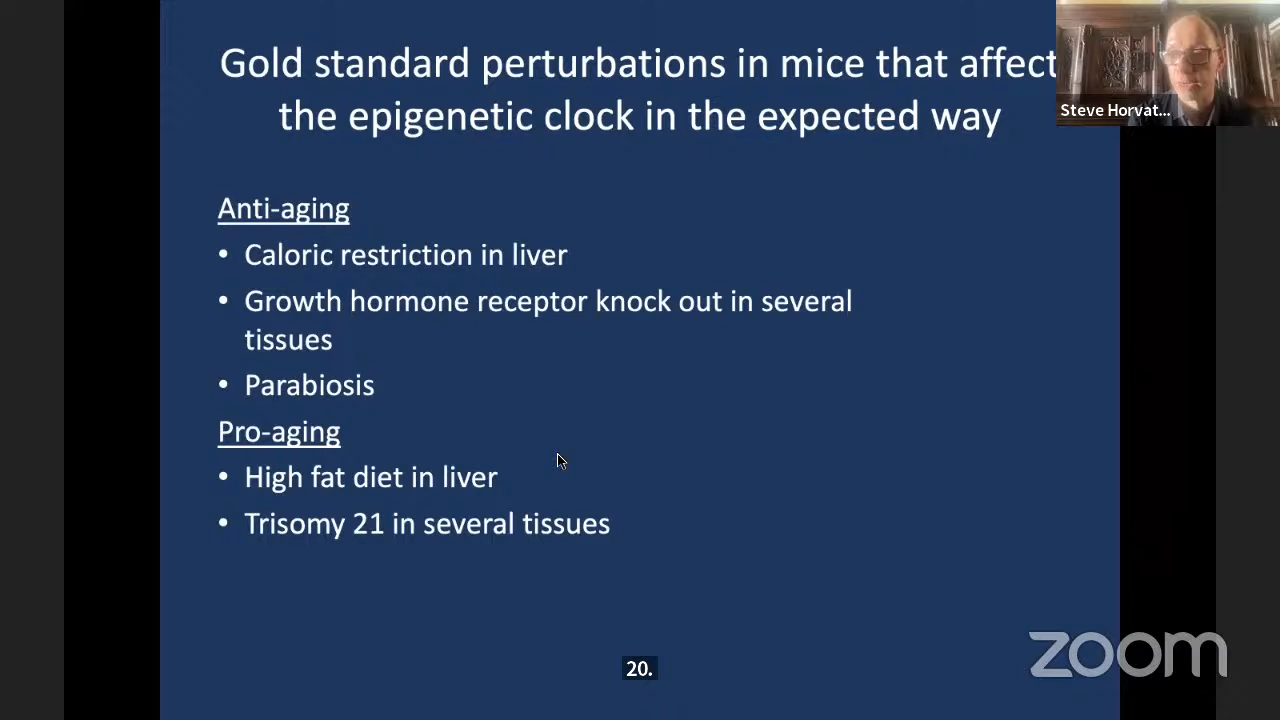 Gold standard perturbations in mice that affect
the epigenetic clock in the expected way
Steve Horvat...
Anti-aging
• Caloric restriction in liver
• Growth hormone receptor knock out in several
tissues
• Parabiosis
Pro-aging
• High fat diet in liver
• Trisomy 21 in several tissues
20.
zoom